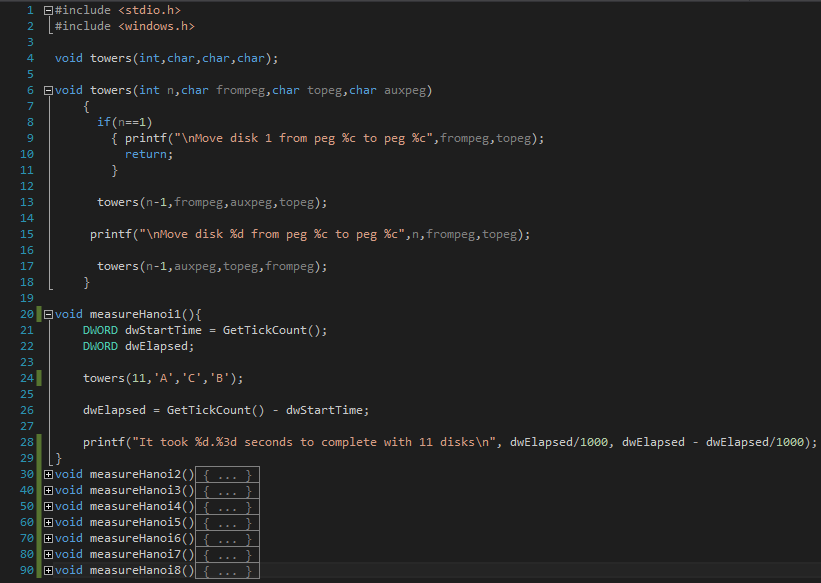 1 #include <stdio.h>
2 #include <windows.h>
3
4 void towers(int,char,char,char);
5
6 void towers(int n,char frompeg,char topeg,char auxpeg)
7 {
8 if(n==1)
9 { printf("\nMove disk 1 from peg %c to peg %c",frompeg,topeg);
10 return;
11 }
12
13 towers(n-1,frompeg,auxpeg,topeg);
14
15 printf("\nMove disk %d from peg %c to peg %c",n,frompeg,topeg);
16
17 towers(n-1,auxpeg,topeg,frompeg);
18 }
19
20 void measureHanoi1(){
21 DWORD dwStartTime = GetTickCount();
22 DWORD dwElapsed;
23
24 towers(11,'A','C','B');
25
26 dwElapsed = GetTickCount() - dwStartTime;
27
28 printf("It took %d.%3d seconds to complete with 11 disks\n", dwElapsed/1000, dwElapsed - dwElapsed/1000);
29 }
30 void measureHanoi2() { ... }
40 void measureHanoi3() { ... }
50 void measureHanoi4() { ... }
60 void measureHanoi5() { ... }
70 void measureHanoi6() { ... }
80 void measureHanoi7() { ... }
90 void measureHanoi8() { ... }